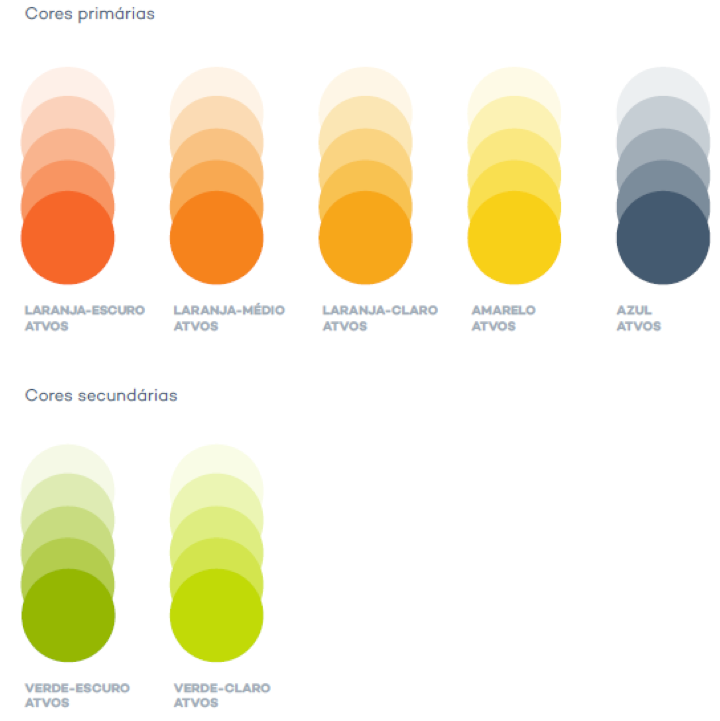 Cores primárias
LARANJA-ESCURO
ATVOS
LARANJA-MÉDIO
ATVOS
LARANJA-CLARO
ATVOS
AMARELO
ATVOS
AZUL
ATVOS
Cores secundárias
VERDE-ESCURO
ATVOS
VERDE-CLARO
ATVOS